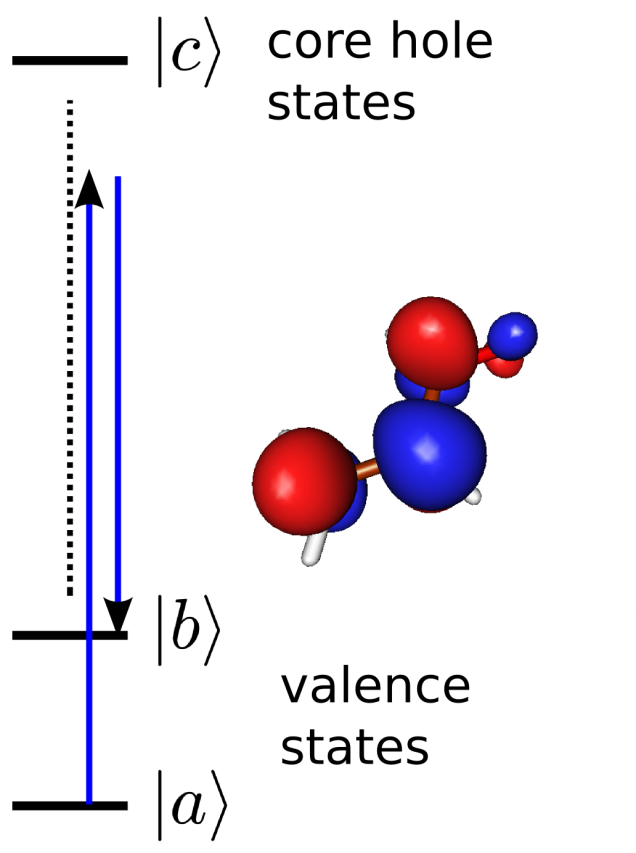 |c⟩ core hole
states
|b⟩
valence
states
|a⟩